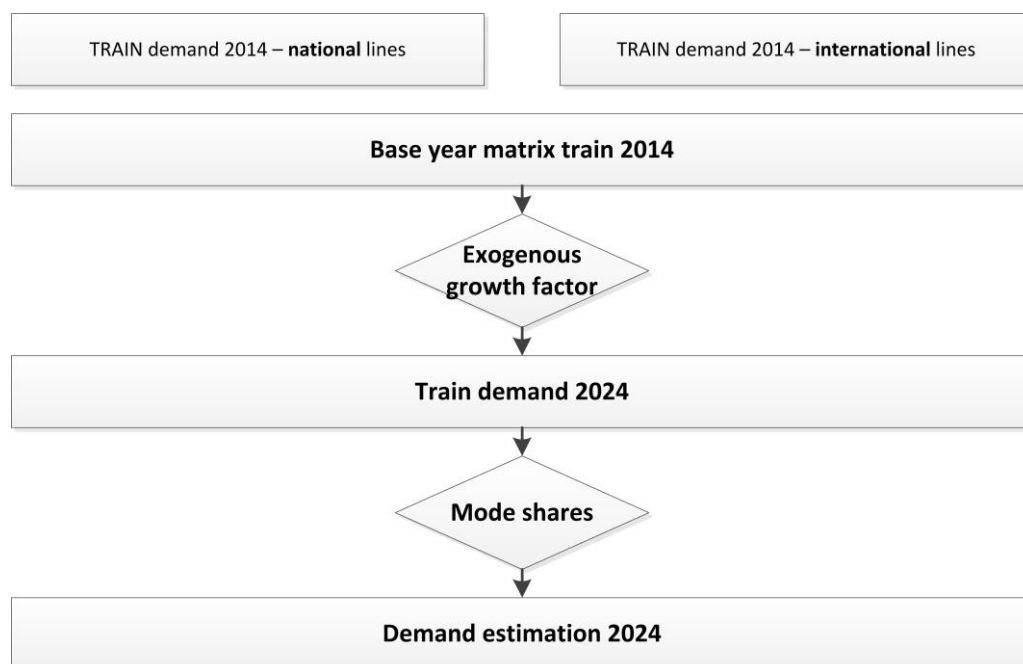 TRAIN demand 2014 – national lines
TRAIN demand 2014 – international lines
Base year matrix train 2014
Exogenous
growth factor
Train demand 2024
Mode shares
Demand estimation 2024